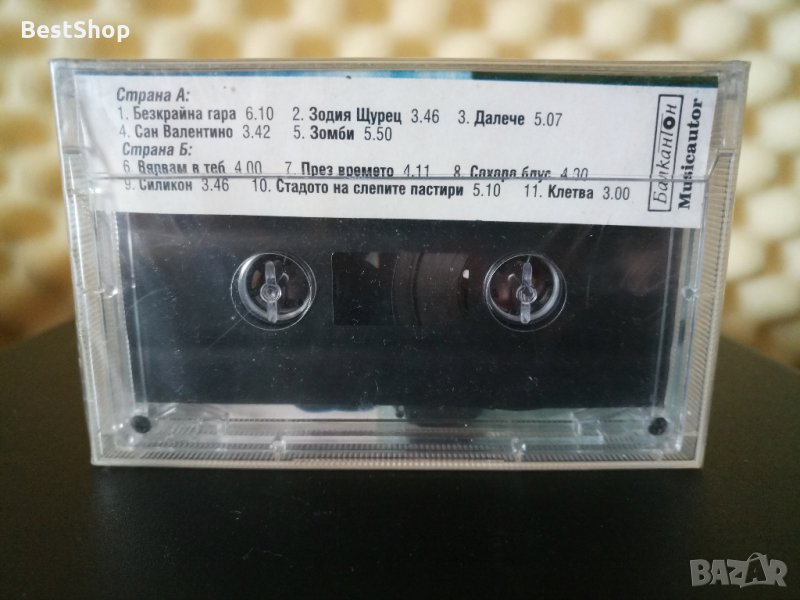 BestShop
Страна А:
1. Безкрайна гара 6.10 2. Зодия Щурец 3.46 3. Далече 5.07
4. Сан Валентино 3.42 5. Зомби 5.50
Страна Б:
6. Вярвам в теб 4.00 7. През времето 4.11 8. Сахара блус 4.20
9. Силикон 3.46 10. Стадото на слепите пастири 5.10 11. Клетва 3.00
Балкантон
Musicautor
BAZAR